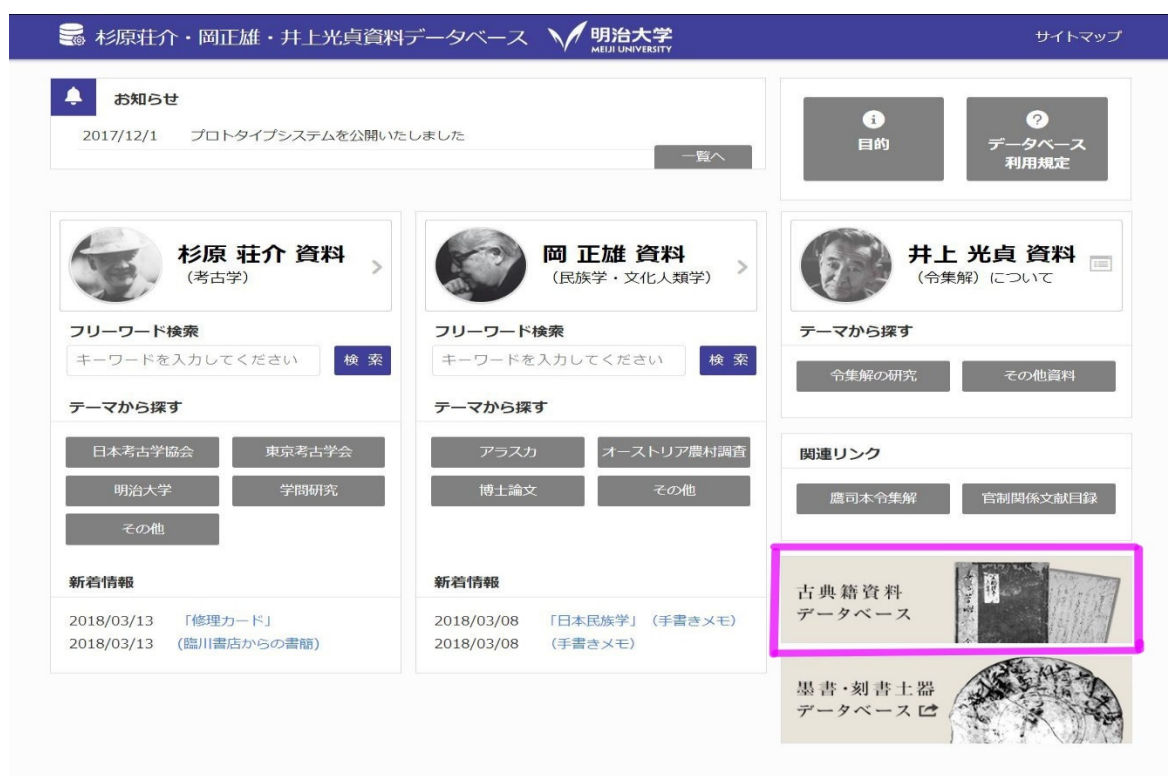 杉原荘介・岡正雄・井上光貞資料データベース
明治大学
MEIJI UNIVERSITY
サイトマップ
お知らせ
2017/12/1 プロトタイプシステムを公開いたしました
一覧へ
目的
データベース
利用規定
杉原 荘介 資料
（考古学）
フリーワード検索
キーワードを入力してください 検 索
テーマから探す
日本考古学協会 東京考古学会
明治大学 学問研究
その他
新着情報
2018/03/13 「修理カード」
2018/03/13 (臨川書店からの書簡)
岡 正雄 資料
（民族学・文化人類学）
フリーワード検索
キーワードを入力してください 検 索
テーマから探す
アラスカ オーストリア農村調査
博士論文 その他
新着情報
2018/03/08 「日本民族学」（手書きメモ）
2018/03/08 （手書きメモ）
井上 光貞 資料
（令集解）について
テーマから探す
令集解の研究 その他資料
関連リンク
鷹司本令集解 官制関係文献目録
古典籍資料
データベース
墨書・刻書土器
データベース